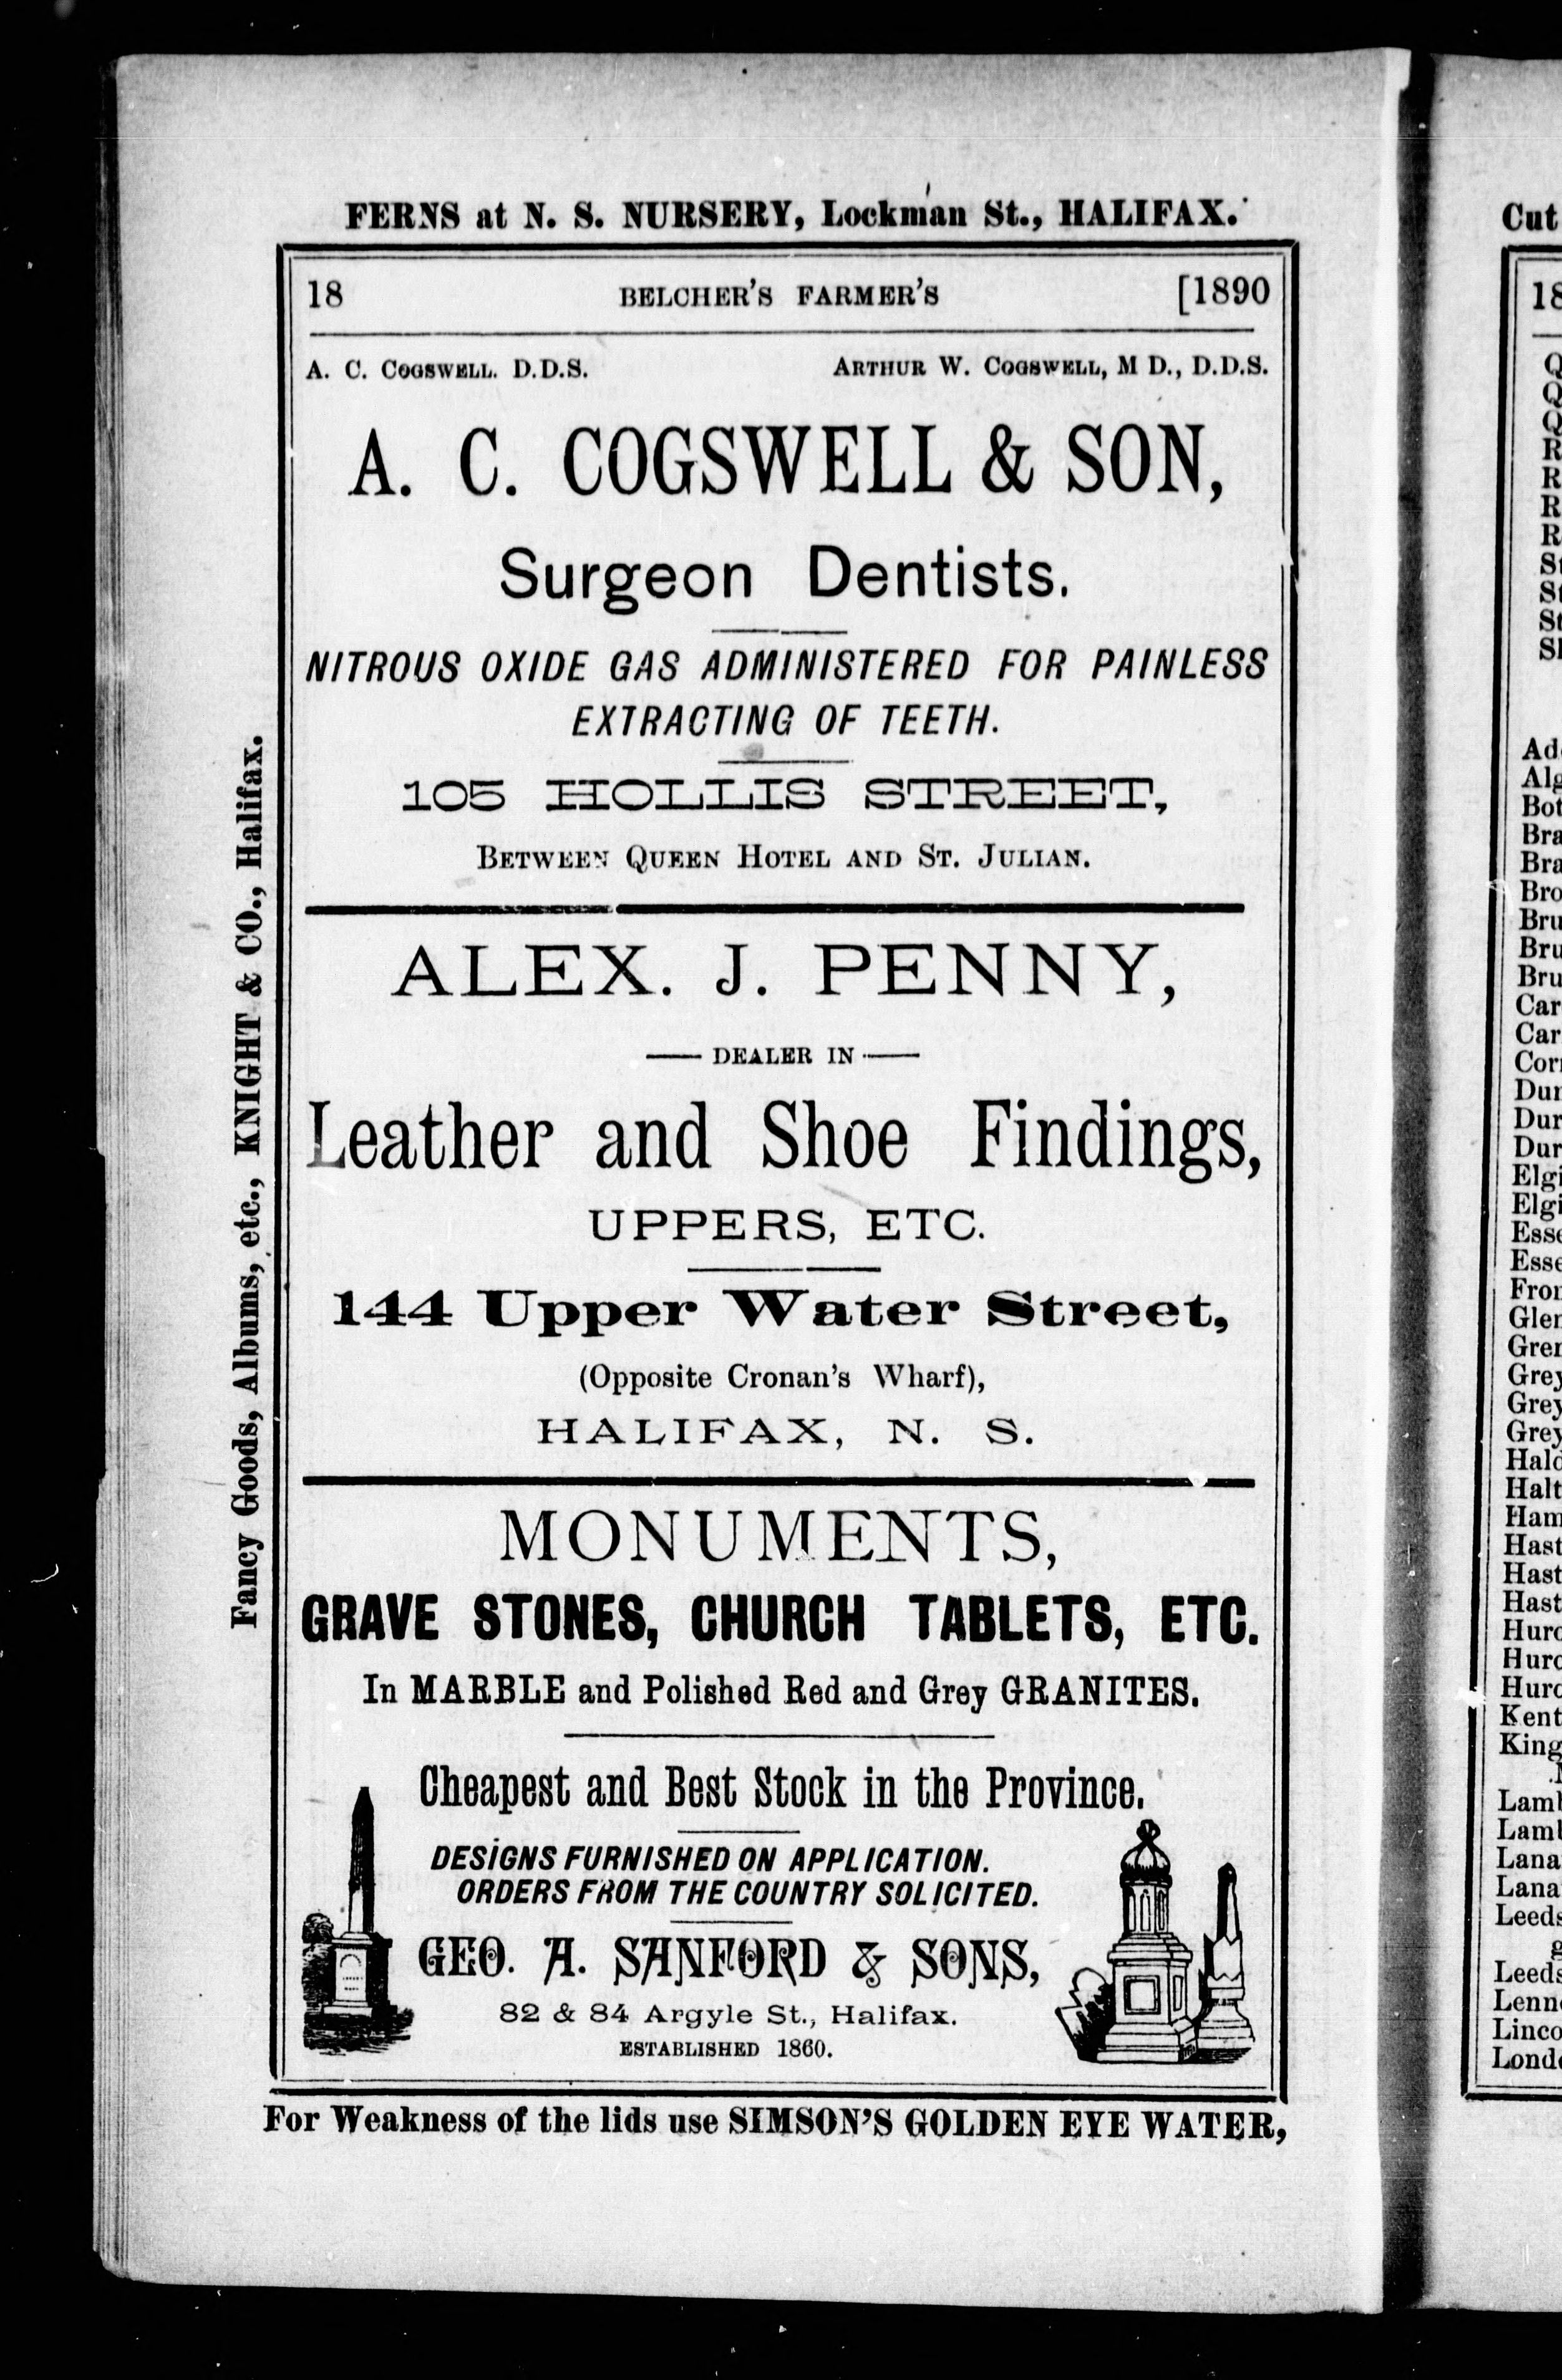 FERNS at N. S. NURSERY, Lockman St., HALIFAX.
18 BELCHER'S FARMER'S [1890
A. C. COGSWELL. D.D.S. ARTHUR W. COGSWELL, M D., D.D.S.
A. C. COGSWELL & SON,
Surgeon Dentists.
NITROUS OXIDE GAS ADMINISTERED FOR PAINLESS
EXTRACTING OF TEETH.
105 HOLLIS STREET,
BETWEEN QUEEN HOTEL AND ST. JULIAN.
ALEX. J. PENNY,
DEALER IN
Leather and Shoe Findings,
UPPERS, ETC.
144 Upper Water Street,
(Opposite Cronan's Wharf),
HALIFAX, N. S.
MONUMENTS,
GRAVE STONES, CHURCH TABLETS, ETC.
In MARBLE and Polished Red and Grey GRANITES.
Cheapest and Best Stock in the Province.
DESIGNS FURNISHED ON APPLICATION.
ORDERS FROM THE COUNTRY SOLICITED.
GEO. A. SANFORD & SONS,
82 & 84 Argyle St., Halifax.
ESTABLISHED 1860.
For Weakness of the lids use SIMSON'S GOLDEN EYE WATER,
Fancy Goods, Albums, etc., KNIGHT & CO., Halifax.
Cut